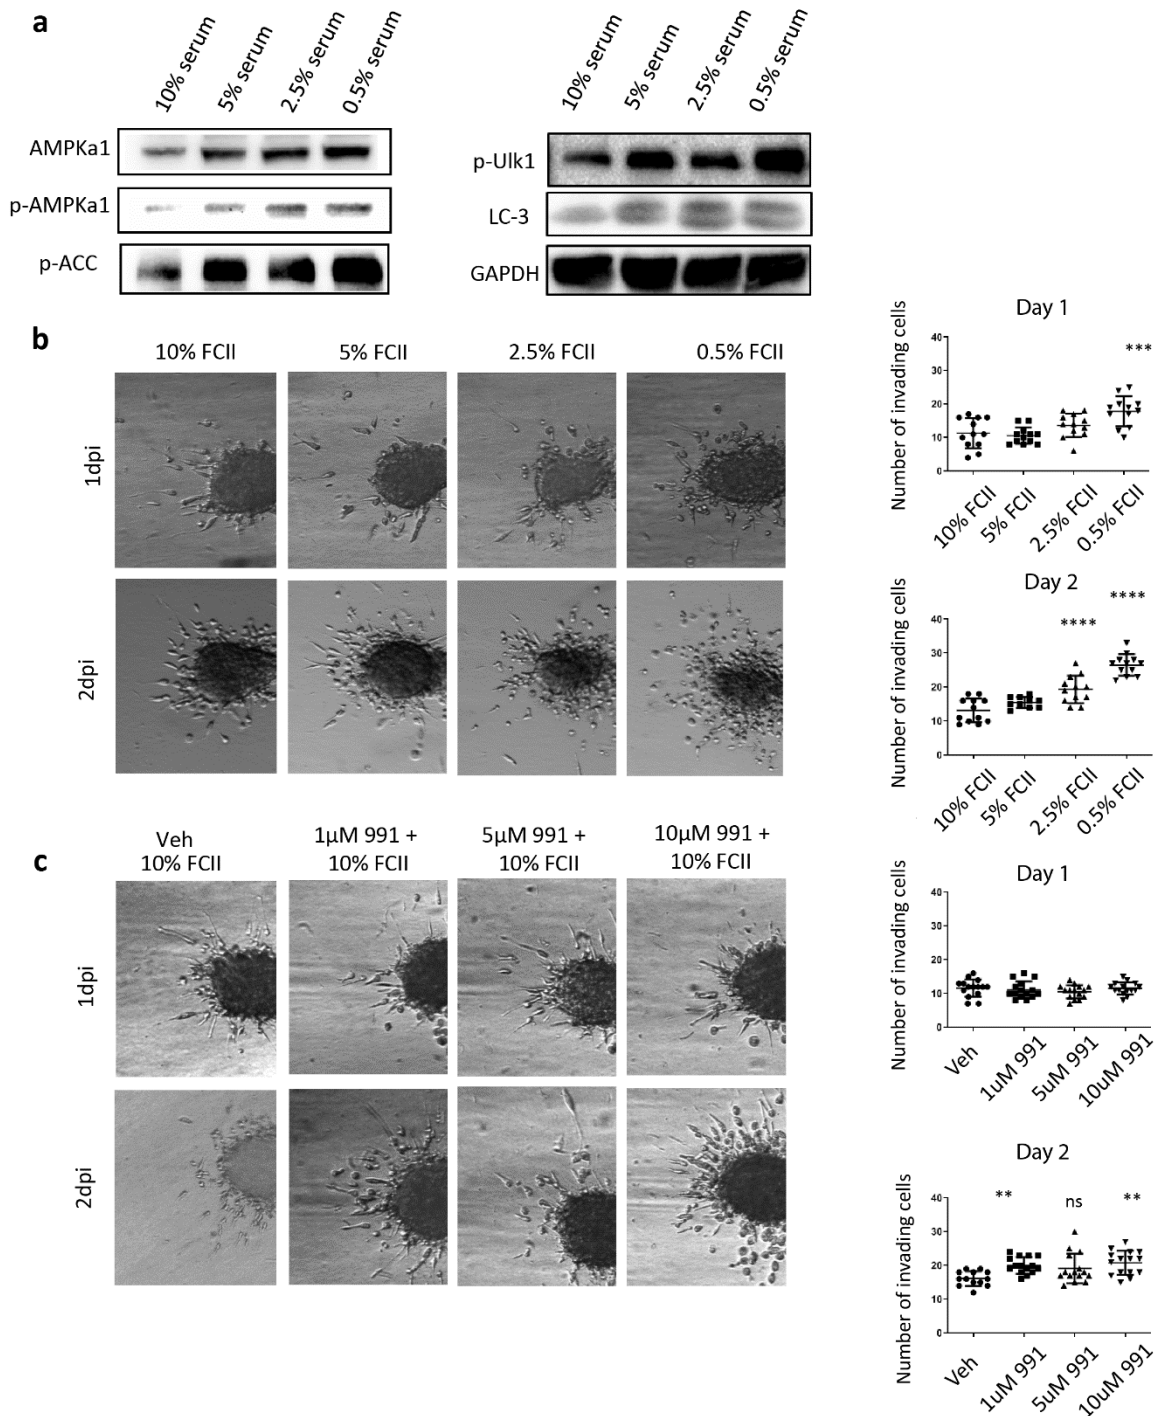 a
10% serum
5% serum
2.5% serum
0.5% serum
AMPKa1
p-AMPKa1
p-ACC
10% serum
5% serum
2.5% serum
0.5% serum
p-Ulk1
LC-3
GAPDH
b
10% FCII
5% FCII
2.5% FCII
0.5% FCII
1dpi
2dpi
Day 1
Number of invading cells
40
30
20
10
0
***
10% FCII
5% FCII
2.5% FCII
0.5% FCII
Day 2
Number of invading cells
40
30
20
10
0
****
****
10% FCII
5% FCII
2.5% FCII
0.5% FCII
c
Veh
10% FCII
1µM 991 +
10% FCII
5µM 991 +
10% FCII
10µM 991 +
10% FCII
1dpi
2dpi
Day 1
Number of invading cells
40
30
20
10
0
Veh
1uM 991
5uM 991
10uM 991
Day 2
Number of invading cells
40
30
20
10
0
**
ns
**
Veh
1uM 991
5uM 991
10uM 991